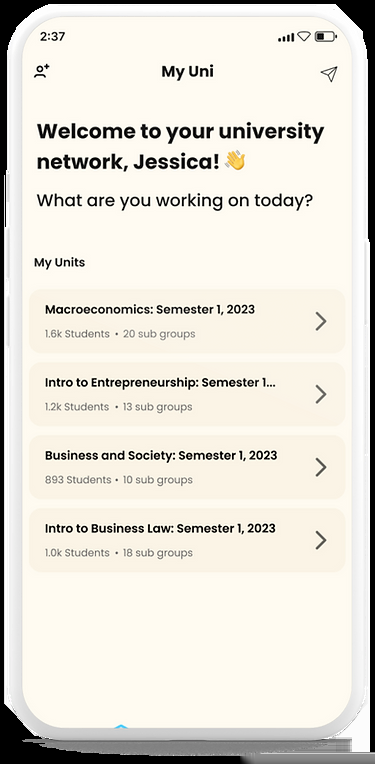 2:37
My Uni
Welcome to your university
network, Jessica! 👋
What are you working on today?
My Units
Macroeconomics: Semester 1, 2023
1.6k Students • 20 sub groups
Intro to Entrepreneurship: Semester 1...
1.2k Students • 13 sub groups
Business and Society: Semester 1, 2023
893 Students • 10 sub groups
Intro to Business Law: Semester 1, 2023
1.0k Students • 18 sub groups